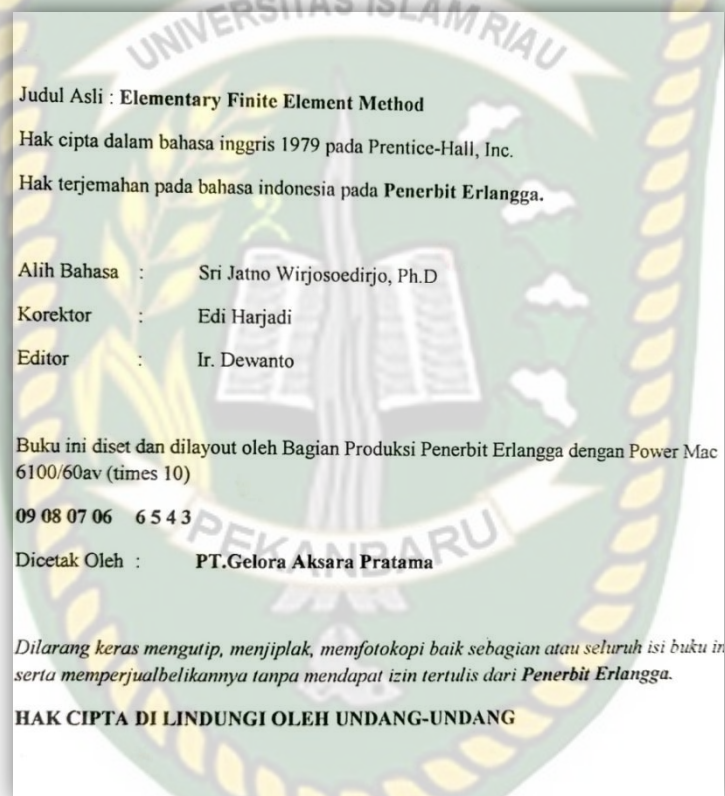 UNIVERSITAS ISLAM RIAU
Judul Asli : Elementary Finite Element Method
Hak cipta dalam bahasa inggris 1979 pada Prentice-Hall, Inc.
Hak terjemahan pada bahasa indonesia pada Penerbit Erlangga.
Alih Bahasa : Sri Jatno Wirjosoedirjo, Ph.D
Korektor : Edi Harjadi
Editor : Ir. Dewanto
Buku ini diset dan dilayout oleh Bagian Produksi Penerbit Erlangga dengan Power Mac
6100/60av (times 10)
09 08 07 06 6 5 4 3
PEKANBARU
Dicetak Oleh : PT.Gelora Aksara Pratama
Dilarang keras mengutip, menjiplak, memfotokopi baik sebagian atau seluruh isi buku in
serta memperjualbelikannya tanpa mendapat izin tertulis dari Penerbit Erlangga.
HAK CIPTA DI LINDUNGI OLEH UNDANG-UNDANG